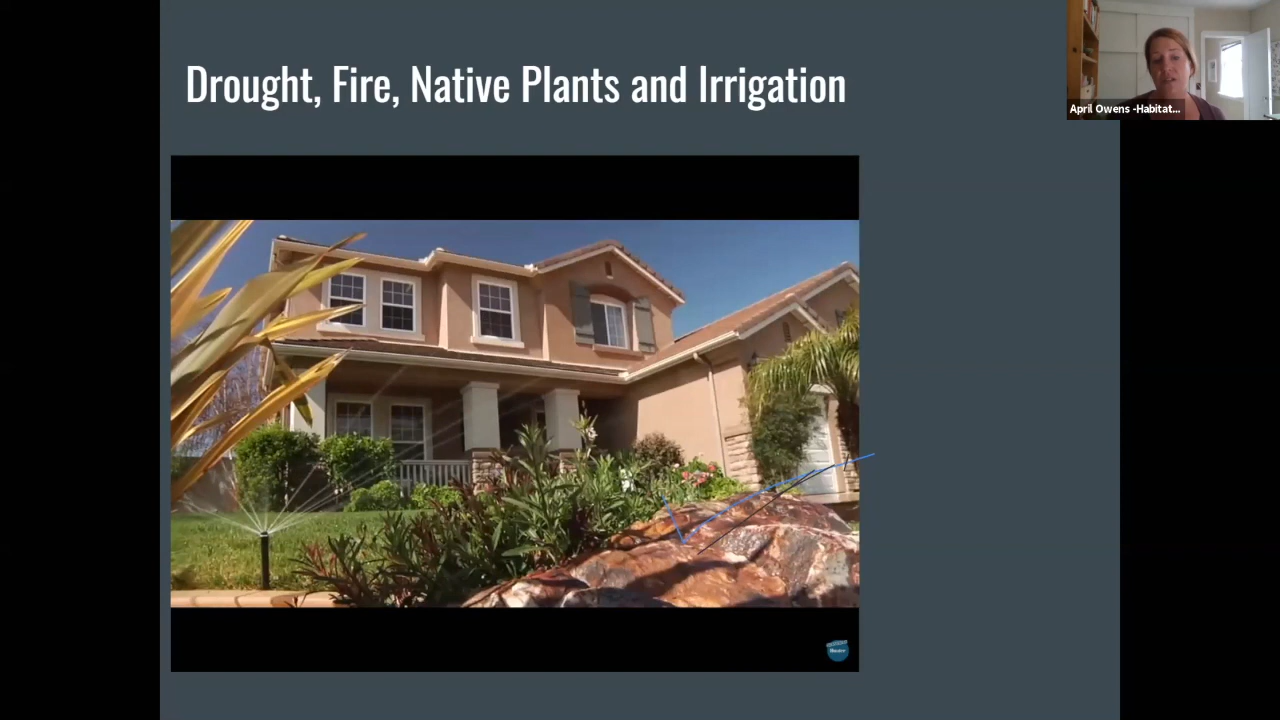 Drought, Fire, Native Plants and Irrigation
April Owens -Habitat...